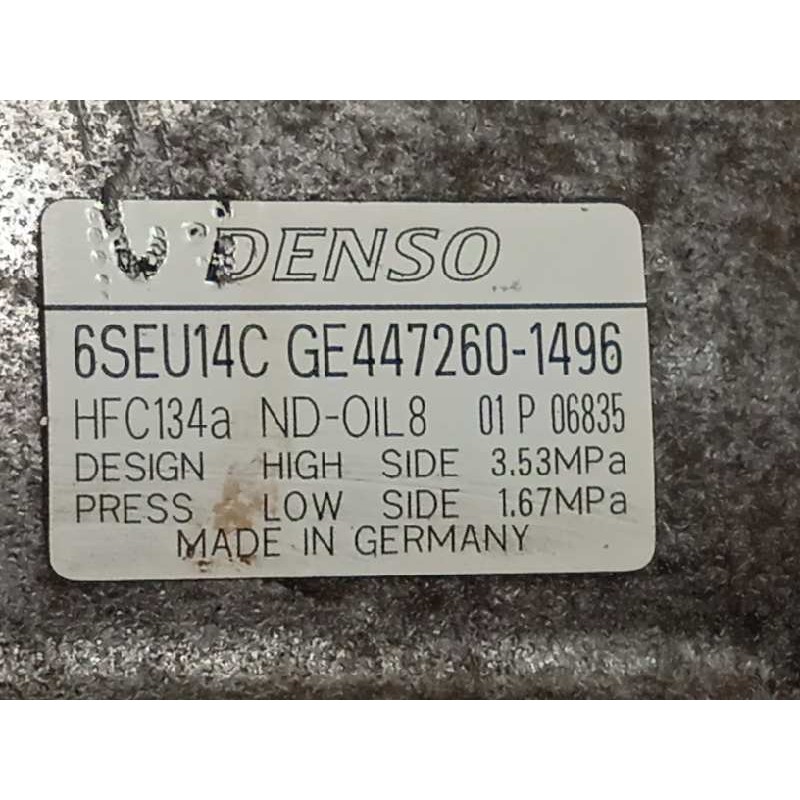 DENSO
6SEU14C GE447260-1496
HFC134a ND-OIL8 01 P 06835
DESIGN HIGH SIDE 3.53MPa
PRESS LOW SIDE 1.67MPa
MADE IN GERMANY